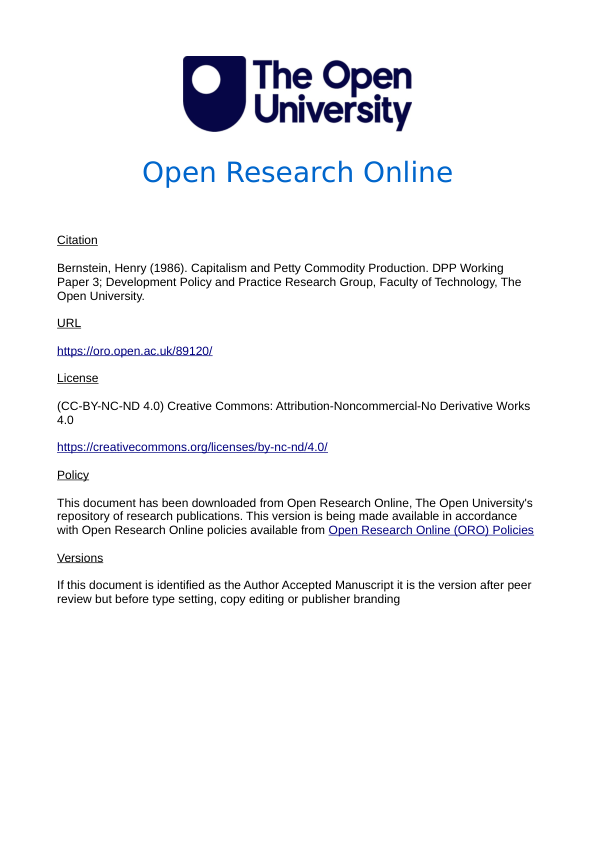 The Open
University
Open Research Online
Citation
Bernstein, Henry (1986). Capitalism and Petty Commodity Production. DPP Working
Paper 3; Development Policy and Practice Research Group, Faculty of Technology, The
Open University.
URL
https://oro.open.ac.uk/89120/
License
(CC-BY-NC-ND 4.0) Creative Commons: Attribution-Noncommercial-No Derivative Works
4.0
https://creativecommons.org/licenses/by-nc-nd/4.0/
Policy
This document has been downloaded from Open Research Online, The Open University's
repository of research publications. This version is being made available in accordance
with Open Research Online policies available from Open Research Online (ORO) Policies
Versions
If this document is identified as the Author Accepted Manuscript it is the version after peer
review but before type setting, copy editing or publisher branding